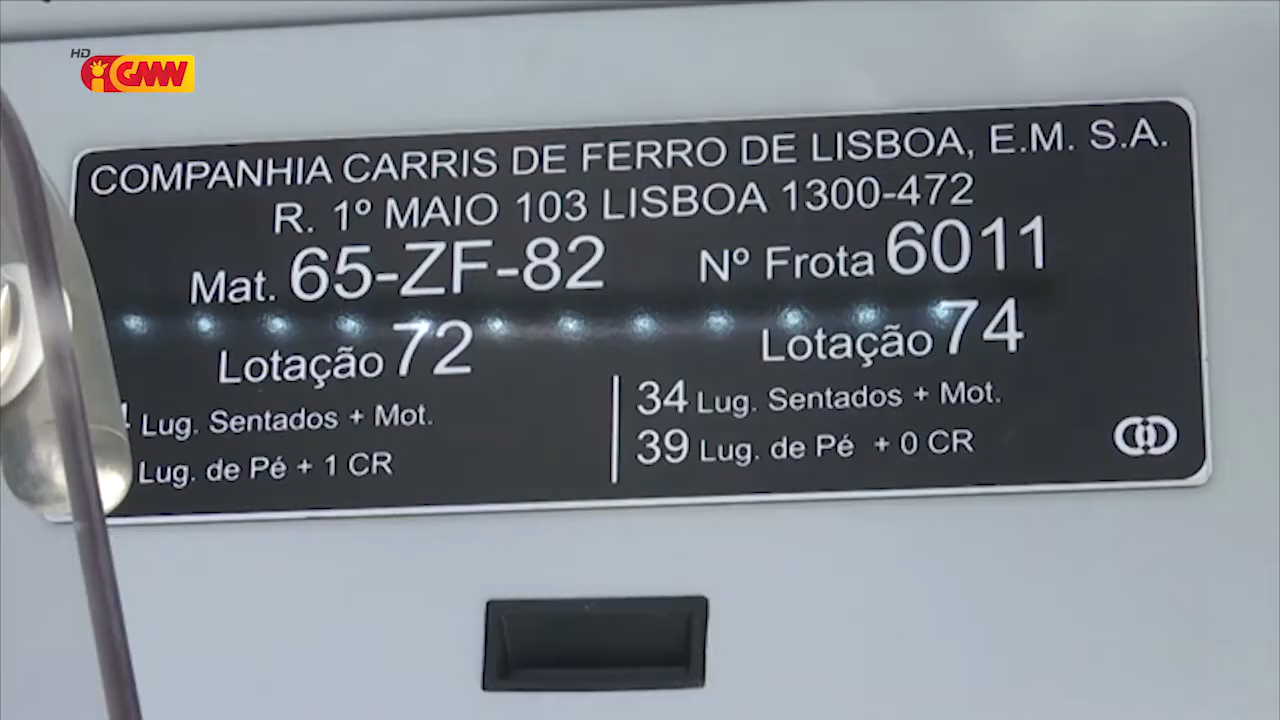 HD
iGMW
COMPANHIA CARRIS DE FERRO DE LISBOA, E.M. S.A.
R. 1º MAIO 103 LISBOA 1300-472
Mat. 65-ZF-82
Nº Frota 6011
Lotação 72
Lotação 74
Lug. Sentados + Mot.
Lug. de Pé + 1 CR
34 Lug. Sentados + Mot.
39 Lug. de Pé + 0 CR